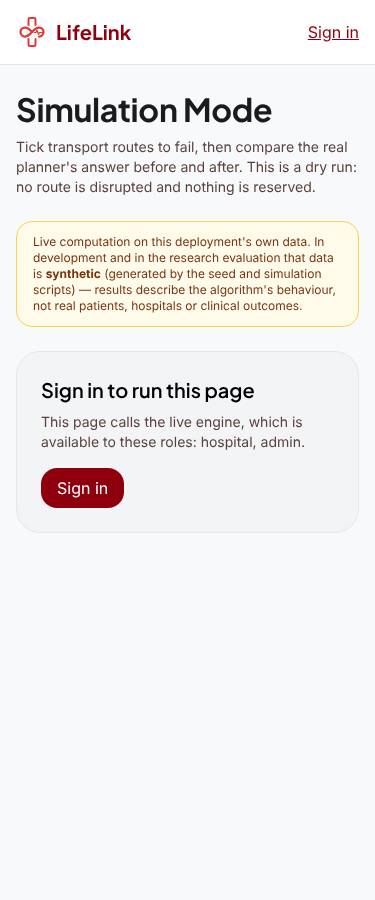 LifeLink
Sign in
Simulation Mode
Tick transport routes to fail, then compare the real
planner's answer before and after. This is a dry run:
no route is disrupted and nothing is reserved.
Live computation on this deployment's own data. In
development and in the research evaluation that data
is synthetic (generated by the seed and simulation
scripts) — results describe the algorithm's behaviour,
not real patients, hospitals or clinical outcomes.
Sign in to run this page
This page calls the live engine, which is
available to these roles: hospital, admin.
Sign in